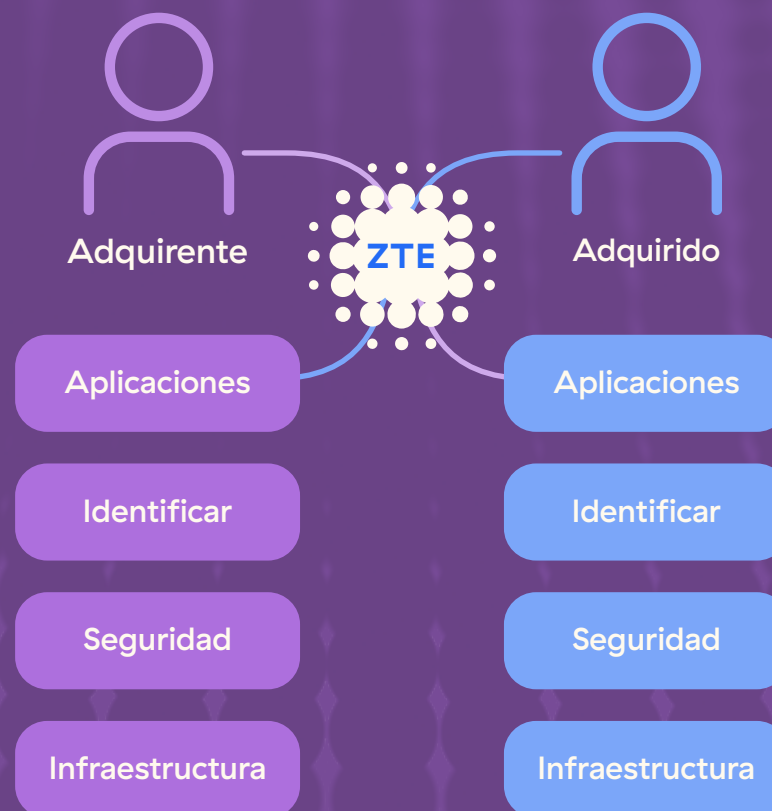 ZTE
Adquirente
Adquirido
Aplicaciones
Aplicaciones
Identificar
Identificar
Seguridad
Seguridad
Infraestructura
Infraestructura